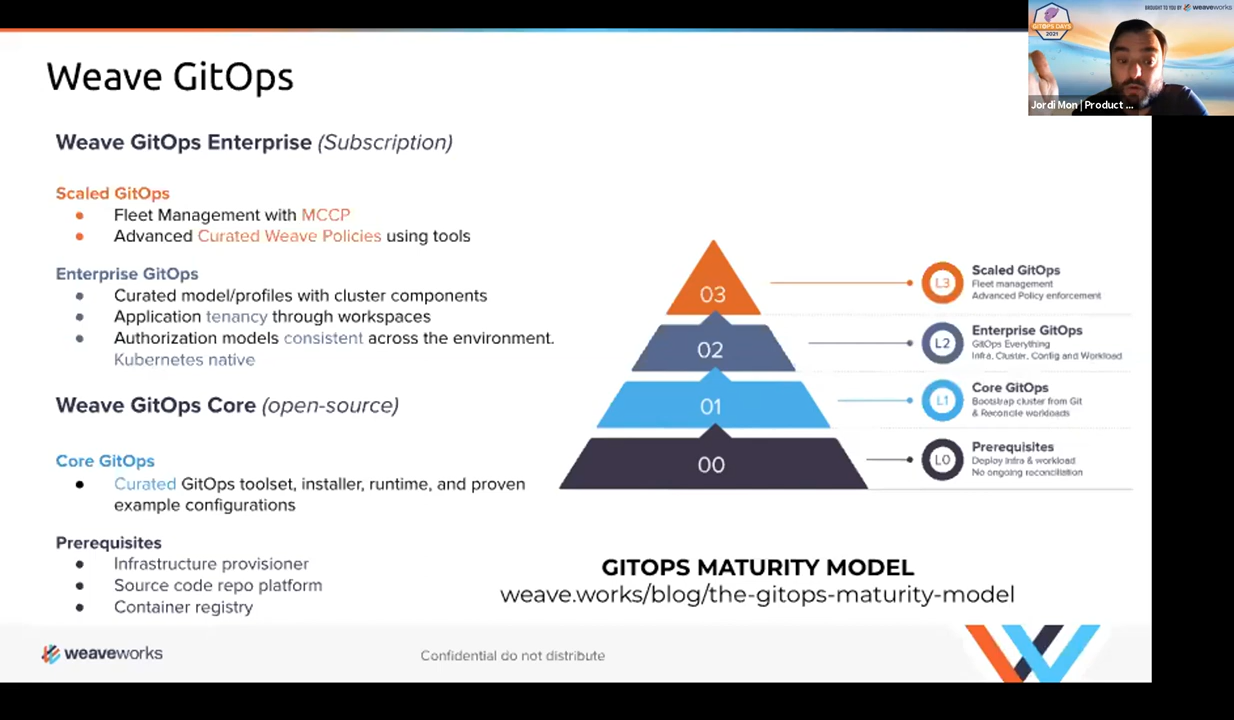 Weave GitOps
Weave GitOps Enterprise (Subscription)
Scaled GitOps
Fleet Management with MCCP
Advanced Curated Weave Policies using tools
Enterprise GitOps
Curated model/profiles with cluster components
Application tenancy through workspaces
Authorization models consistent across the environment.
Kubernetes native
Weave GitOps Core (open-source)
Core GitOps
Curated GitOps toolset, installer, runtime, and proven
example configurations
Prerequisites
Infrastructure provisioner
Source code repo platform
Container registry
03
02
01
00
L3
Scaled GitOps
Fleet management
Advanced Policy enforcement
L2
Enterprise GitOps
GitOps Everything
Infra, Cluster, Config and Workload
L1
Core GitOps
Bootstrap cluster from Git
& Reconcile workloads
L0
Prerequisites
Deploy infra & workload
No ongoing reconciliation
GITOPS MATURITY MODEL
weave.works/blog/the-gitops-maturity-model
weaveworks
Confidential do not distribute
GITOPS DAYS
2021
BROUGHT TO YOU BY weaveworks
Jordi Mon | Product ...